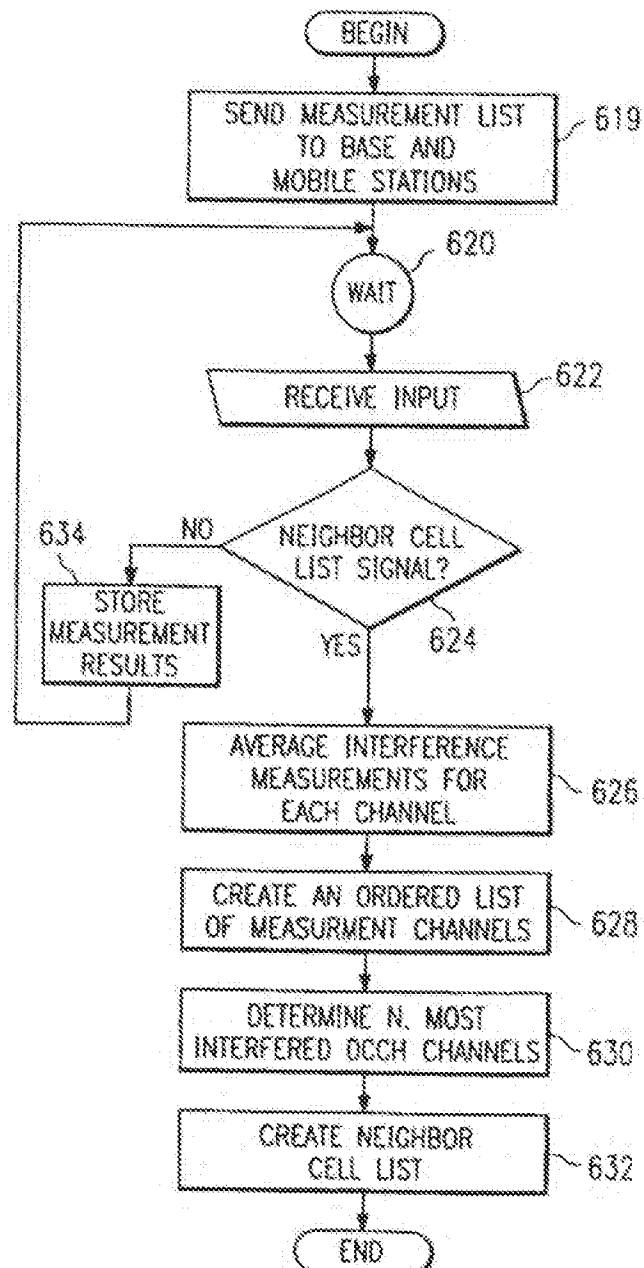 BEGIN
SEND MEASUREMENT LIST
TO BASE AND
MOBILE STATIONS
619
620
WAIT
RECEIVE INPUT
622
NEIGHBOR CELL
LIST SIGNAL?
624
NO
YES
634
STORE
MEASUREMENT
RESULTS
AVERAGE INTERFERENCE
MEASUREMENTS FOR
EACH CHANNEL
626
CREATE AN ORDERED LIST
OF MEASURMENT CHANNELS
628
DETERMINE N. MOST
INTERFERED DCCH CHANNELS
630
CREATE NEIGHBOR
CELL LIST
632
END